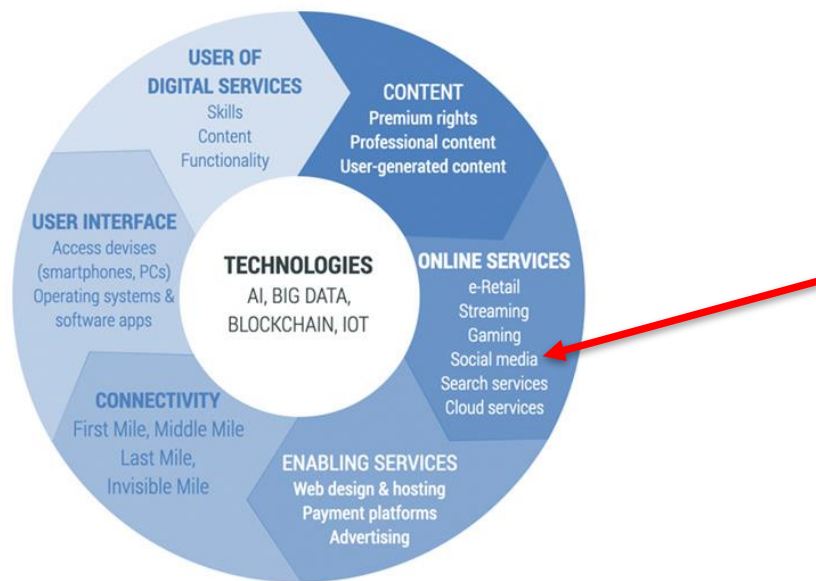 USER OF
DIGITAL SERVICES
Skills
Content
Functionality
CONTENT
Premium rights
Professional content
User-generated content
ONLINE SERVICES
e-Retail
Streaming
Gaming
Social media
Search services
Cloud services
ENABLING SERVICES
Web design & hosting
Payment platforms
Advertising
CONNECTIVITY
First Mile, Middle Mile
Last Mile,
Invisible Mile
USER INTERFACE
Access devises
(smartphones, PCs)
Operating systems &
software apps
TECHNOLOGIES
AI, BIG DATA,
BLOCKCHAIN, IOT